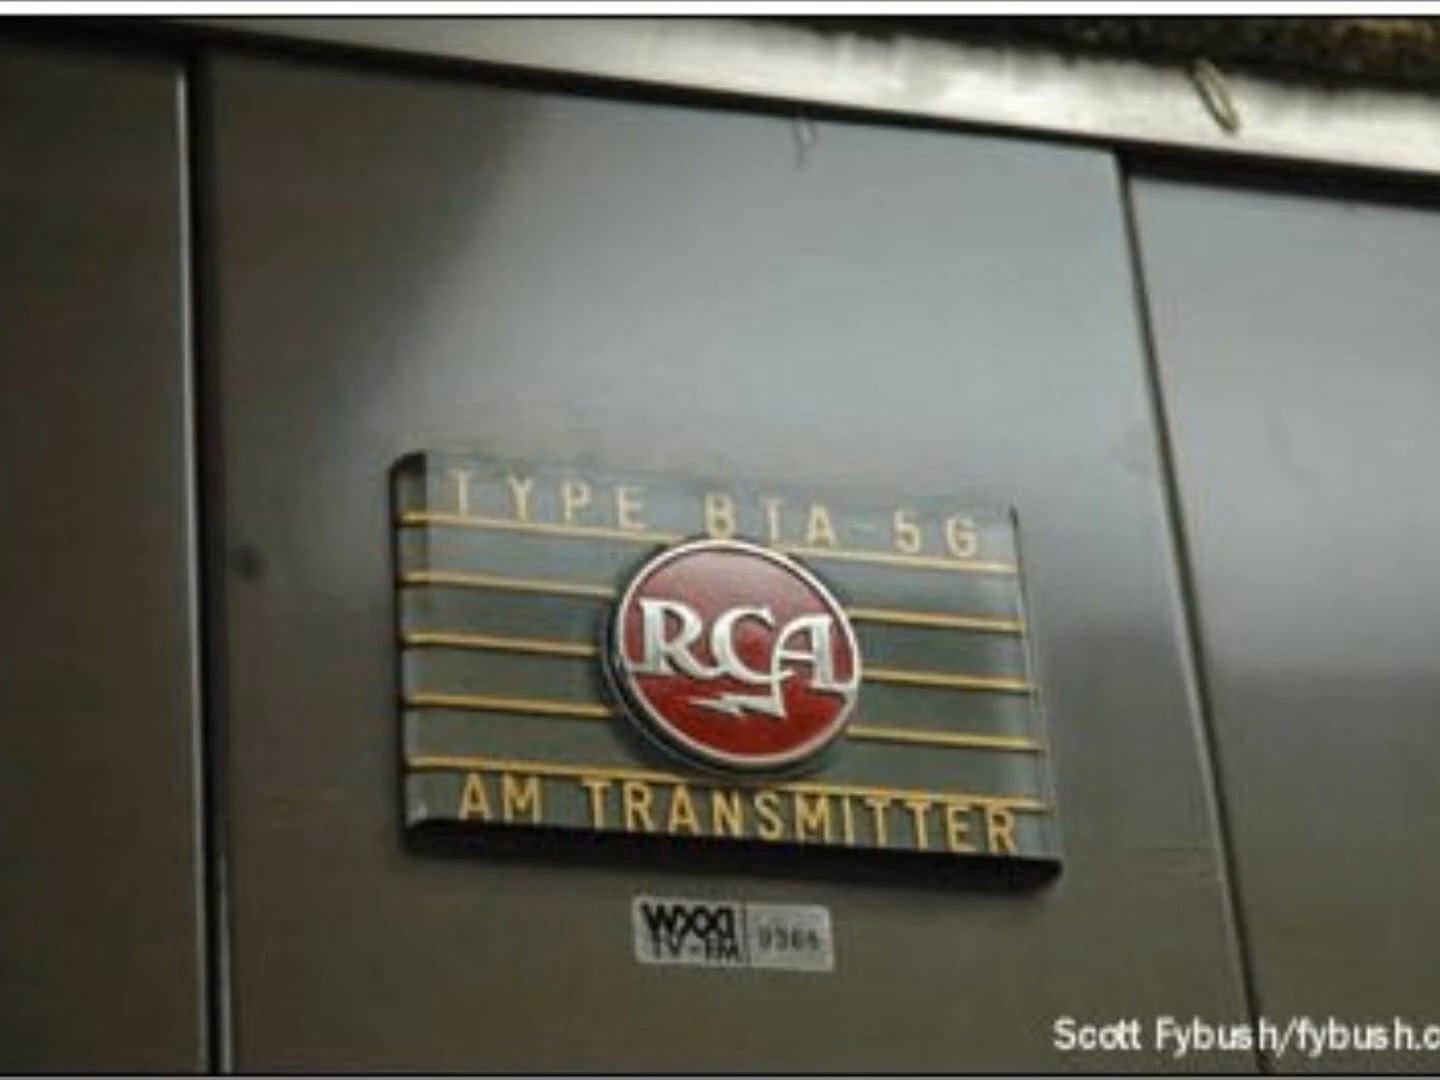 TYPE BTA-5G
RCA
AM TRANSMITTER
WXXI
TV-FM
Scott Fybush/fybush.c